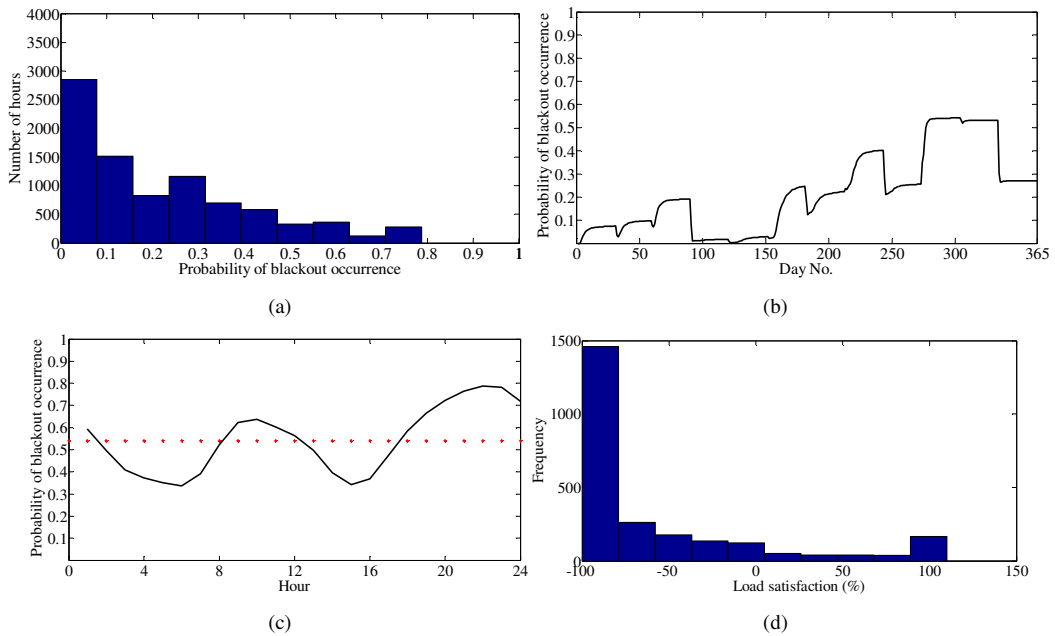 4000
3500
3000
2500
2000
1500
1000
500
0
0 0.1 0.2 0.3 0.4 0.5 0.6 0.7 0.8 0.9 1
Number of hours
Probability of blackout occurrence
(a)
1
0.9
0.8
0.7
0.6
0.5
0.4
0.3
0.2
0.1
0 50 100 150 200 250 300 365
Probability of blackout occurrence
Day No.
(b)
1
0.9
0.8
0.7
0.6
0.5
0.4
0.3
0.2
0.1
0 4 8 12 16 20 24
Probability of blackout occurrence
Hour
(c)
1500
1000
500
0
-100 -50 0 50 100 150
Frequency
Load satisfaction (%)
(d)